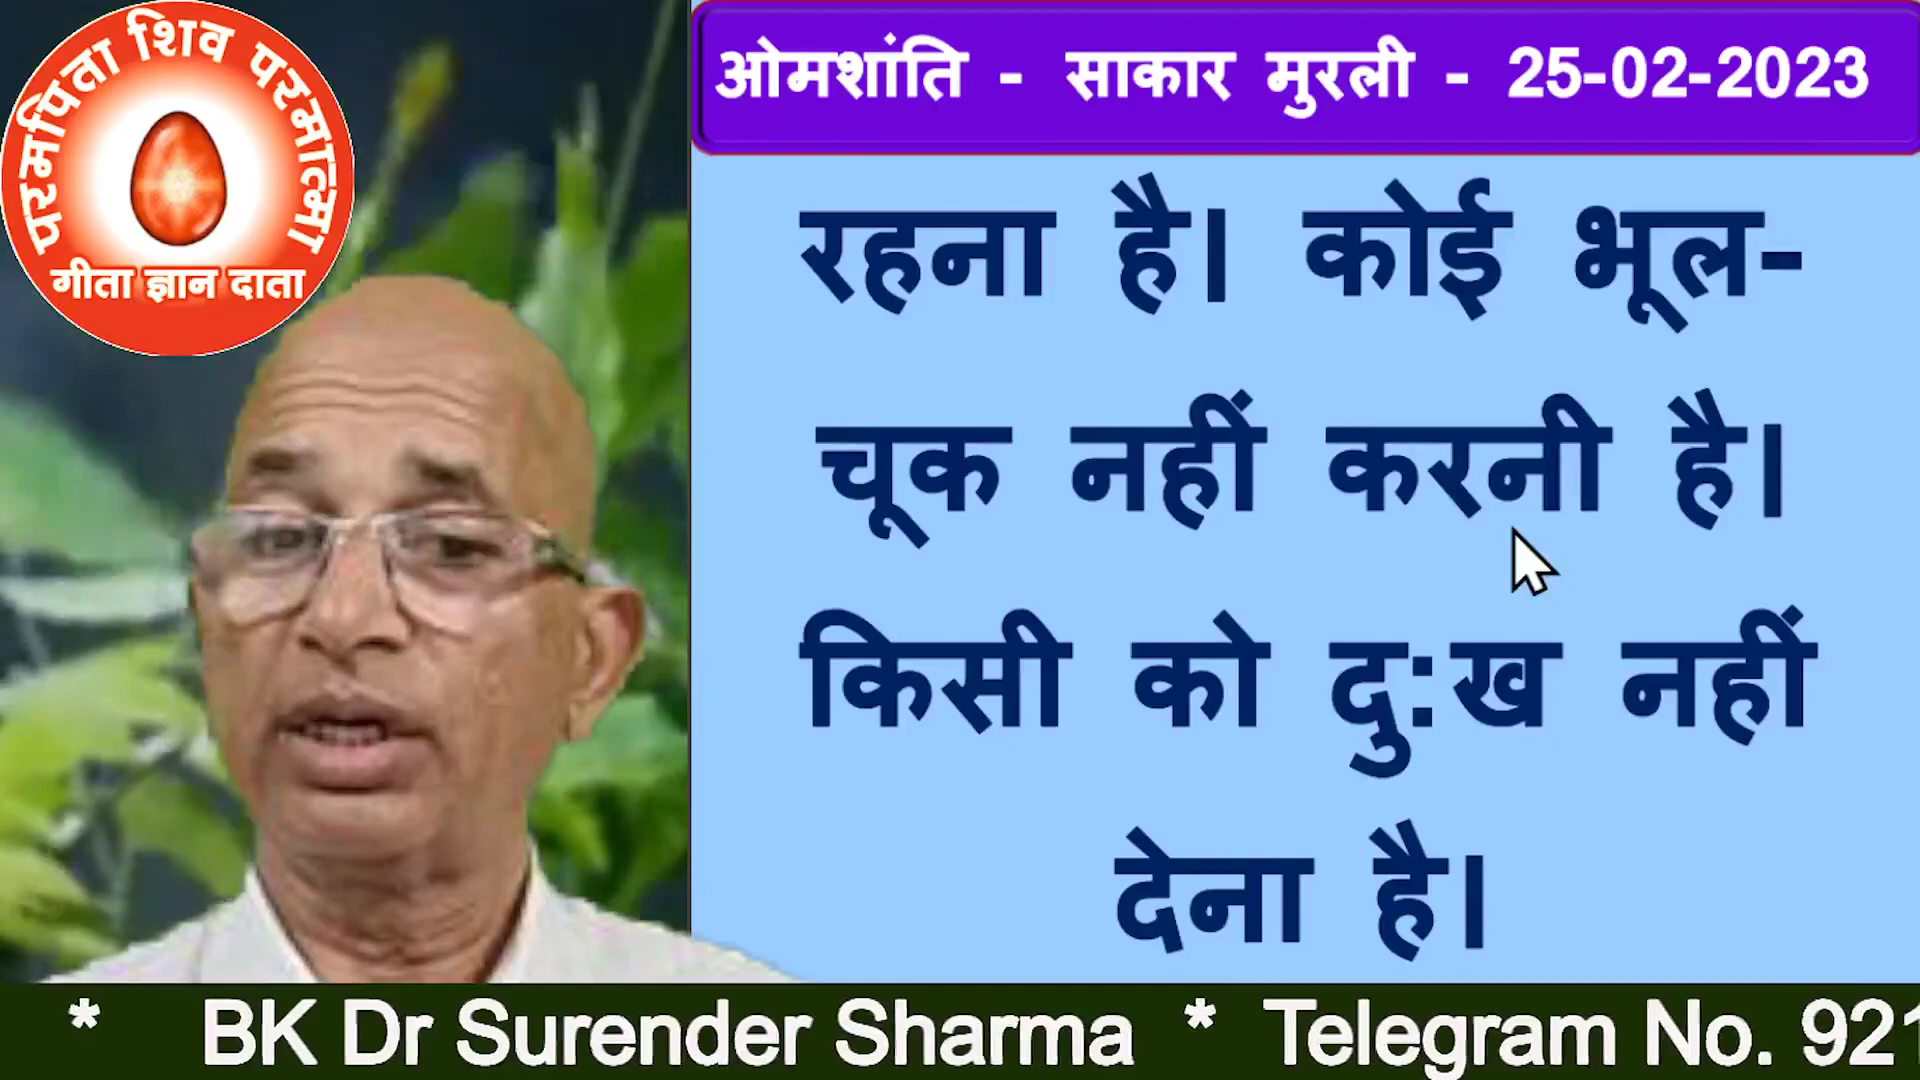 परमपिता शिव परमात्मा
गीता ज्ञान दाता
ओमशांति - साकार मुरली - 25-02-2023
रहना है। कोई भूल-
चूक नहीं करनी है।
किसी को दु:ख नहीं
देना है।
* BK Dr Surender Sharma * Telegram No. 921